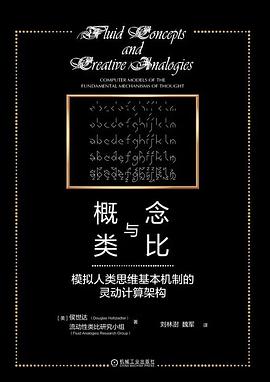 Fluid Concepts
and
Creative Analogies
COMPUTER MODELS OF THE
FUNDAMENTAL MECHANISMS OF THOUGHT
概念
与
类比
模拟人类思维基本机制的
灵动计算架构
[美] 侯世达 (Douglas Hofstadter) 著
流动性类比研究小组
(Fluid Analogies Research Group)
刘林澍 魏军 译
机械工业出版社
CHINA MACHINE PRESS